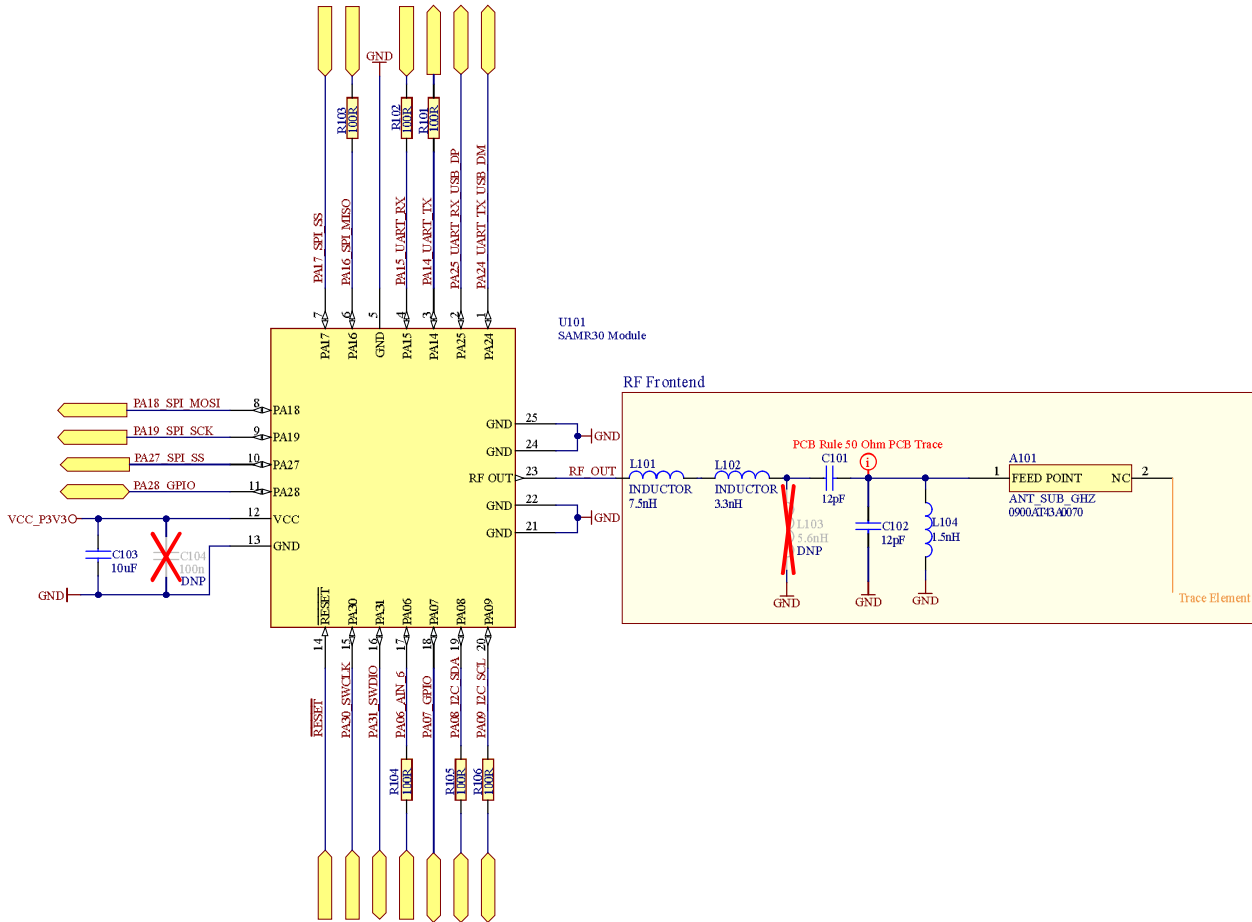 GND
R103
100R
R102
100R
R101
100R
PA17_SPI_SS
PA16_SPI_MISO
PA15_UART_RX
PA14_UART_TX
PA25_UART_RX_USB_DP
PA24_UART_TX_USB_DM
7
6
5
4
3
2
1
PA17
PA16
GND
PA15
PA14
PA25
PA24
U101
SAMR30 Module
PA18_SPI_MOSI
8
PA18
PA19_SPI_SCK
9
PA19
PA27_SPI_SS
10
PA27
PA28_GPIO
11
PA28
VCC_P3V3
12
VCC
13
GND
C103
10uF
C104
100n
DNP
GND
GND
25
GND
24
GND
RF OUT
23
RF_OUT
GND
22
GND
21
GND
RF Frontend
L101
INDUCTOR
7.5nH
L102
INDUCTOR
3.3nH
PCB Rule 50 Ohm PCB Trace
i
C101
12pF
L103
5.6nH
DNP
C102
12pF
L104
1.5nH
GND
GND
GND
A101
1
FEED POINT
NC
2
ANT_SUB_GHZ
0900AT43A0070
Trace Element
RESET
PA30
PA31
PA06
PA07
PA08
PA09
14
15
16
17
18
19
20
RESET
PA30_SWCLK
PA31_SWDIO
PA06_AIN_6
PA07_GPIO
PA08_I2C_SDA
PA09_I2C_SCL
R104
100R
R105
100R
R106
100R